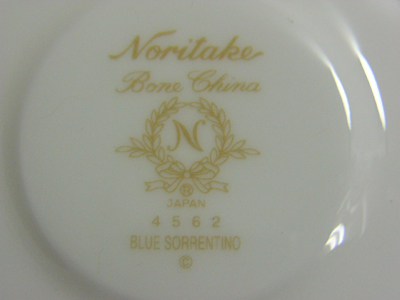 Noritake
Bone China
N
®
JAPAN
4562
BLUE SORRENTINO
©